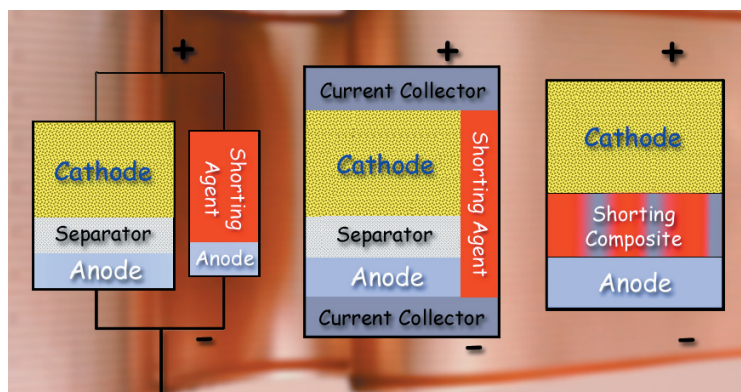 +
Cathode
Separator
Anode
Shorting
Agent
Anode
-
+
Current Collector
Cathode
Separator
Anode
Shorting Agent
Current Collector
-
+
Cathode
Shorting
Composite
Anode
-